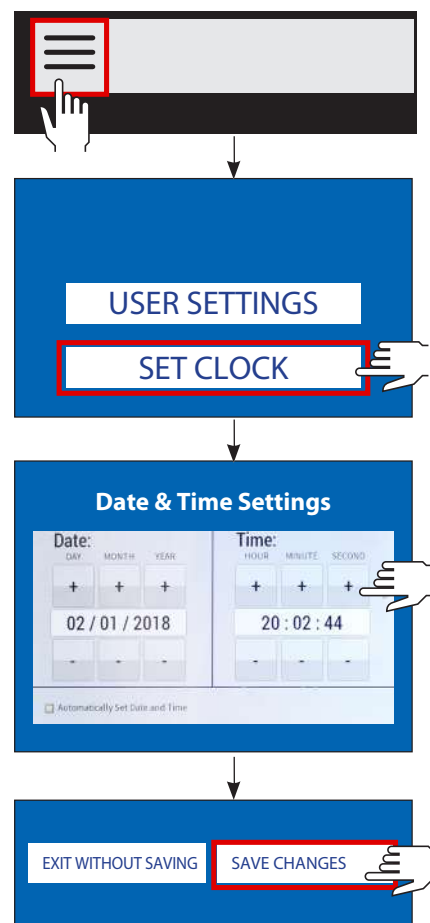 USER SETTINGS
SET CLOCK
Date & Time Settings
Date: Time:
DAY MONTH YEAR HOUR MINUTE SECOND
+ + + + + +
02 / 01 / 2018 20 : 02 : 44
- - - - - -
Automatically Set Date and Time
EXIT WITHOUT SAVING SAVE CHANGES